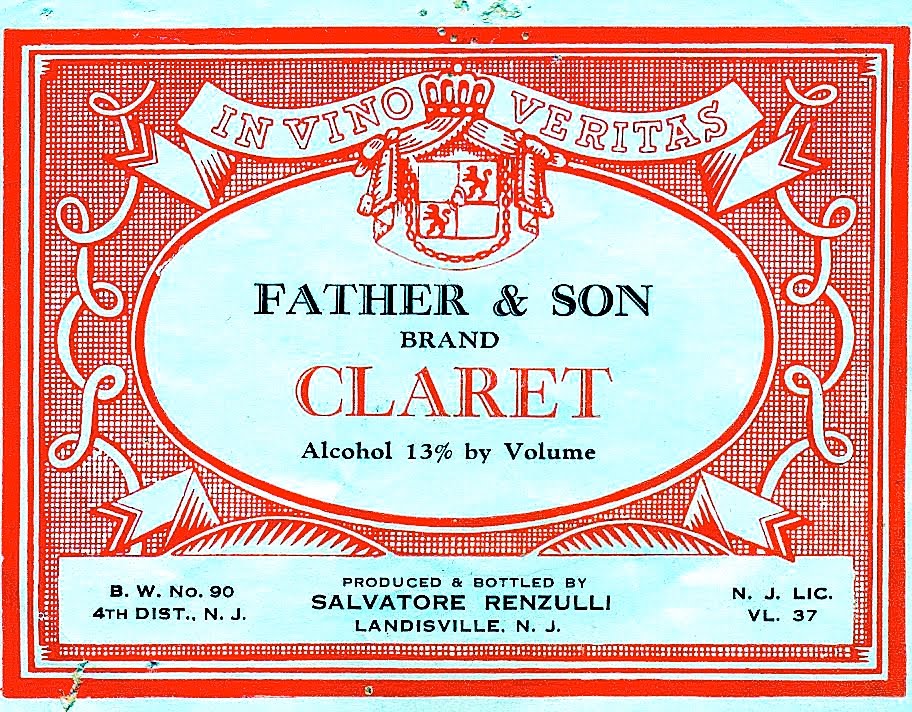 IN VINO VERITAS
FATHER & SON
BRAND
CLARET
Alcohol 13% by Volume
B. W. No. 90
4TH DIST., N. J.
PRODUCED & BOTTLED BY
SALVATORE RENZULLI
LANDISVILLE, N. J.
N. J. LIC.
VL. 37